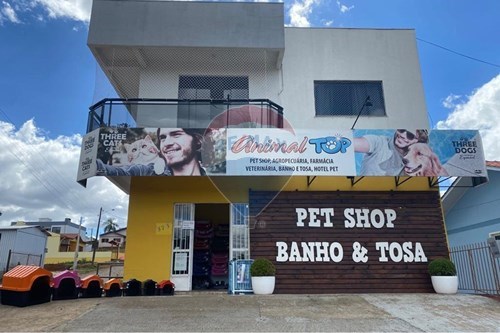 THREE
CATS
Animal TOP
PET SHOP, AGROPECUÁRIA, FARMÁCIA
VETERINÁRIA, BANHO E TOSA, HOTEL PET.
THREE
DOGS
PET SHOP
BANHO & TOSA